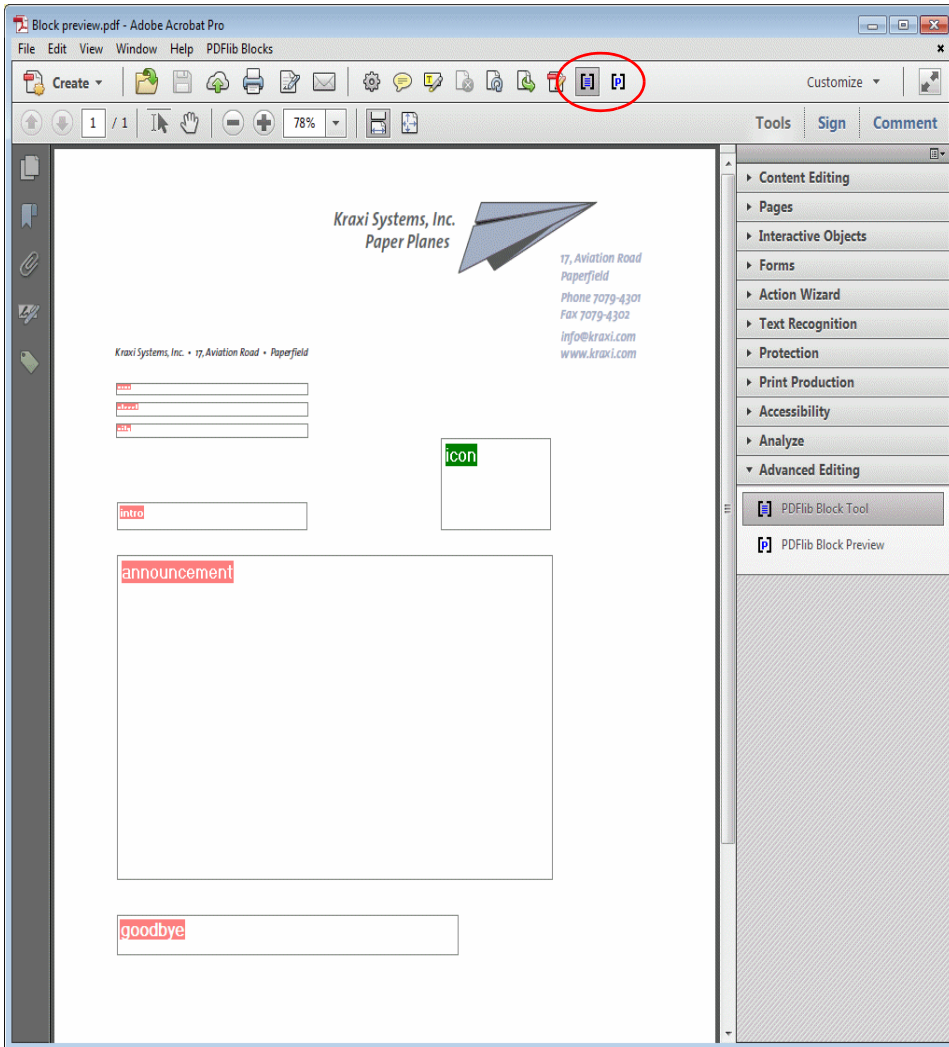 Block preview.pdf - Adobe Acrobat Pro
File Edit View Window Help PDFlib Blocks
Create
Customize
1 / 1
78%
Tools Sign Comment
Content Editing
Pages
Interactive Objects
Forms
Action Wizard
Text Recognition
Protection
Print Production
Accessibility
Analyze
Advanced Editing
PDFlib Block Tool
PDFlib Block Preview
Kraxi Systems, Inc.
Paper Planes
17, Aviation Road
Paperfield
Phone 7079-4301
Fax 7079-4302
info@kraxi.com
www.kraxi.com
Kraxi Systems, Inc. • 17, Aviation Road • Paperfield
icon
intro
announcement
goodbye